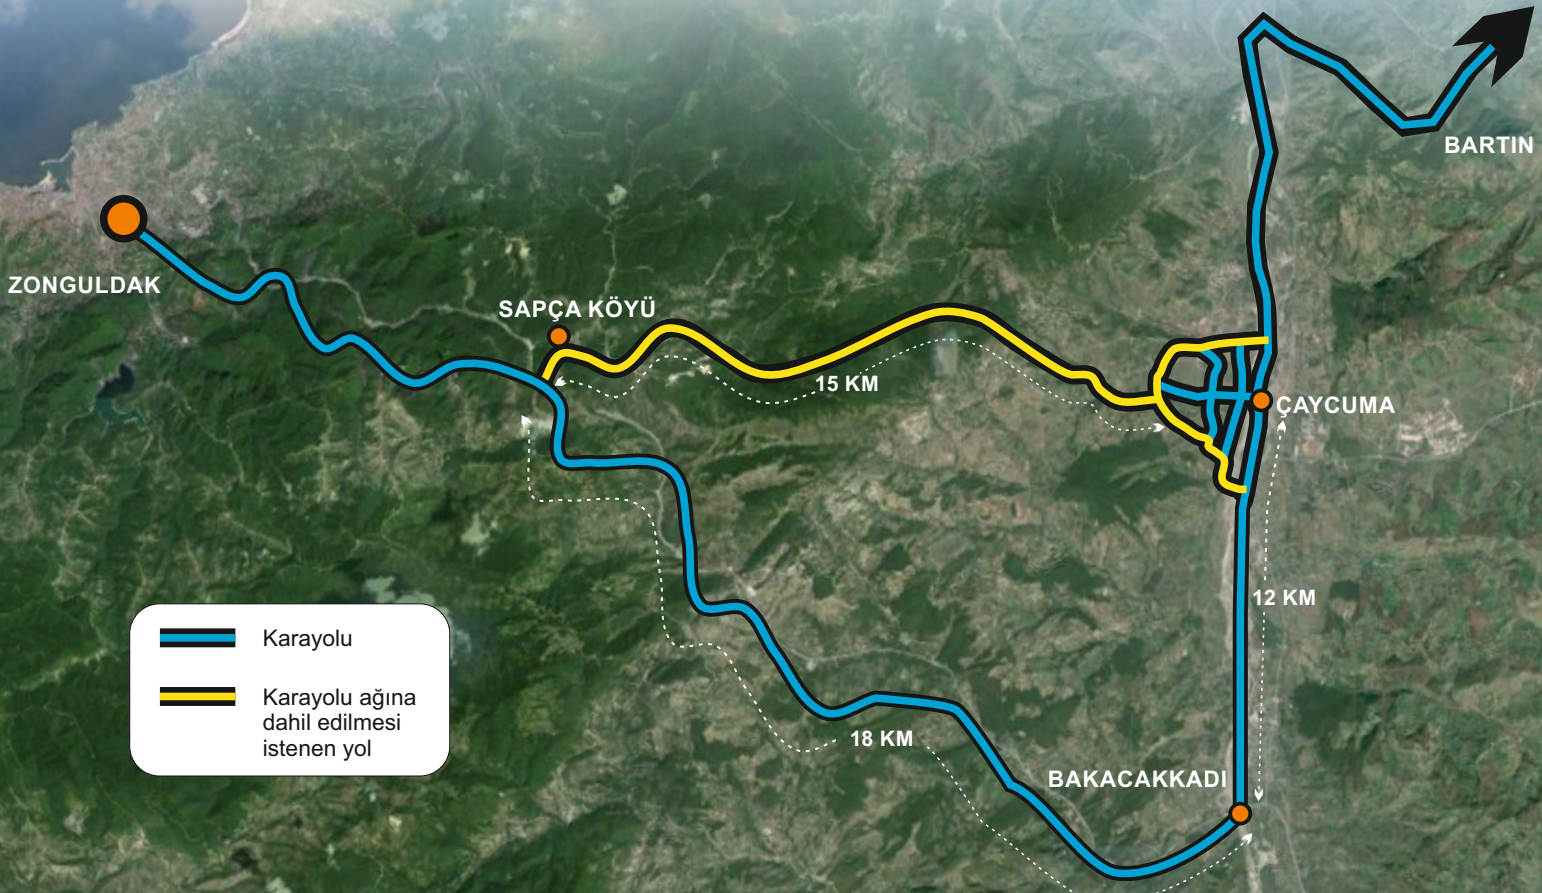 BARTIN
ZONGULDAK
SAPÇA KÖYÜ
15 KM
ÇAYCUMA
12 KM
Karayolu
Karayolu ağına
dahil edilmesi
istenen yol
18 KM
BAKACAKKADI